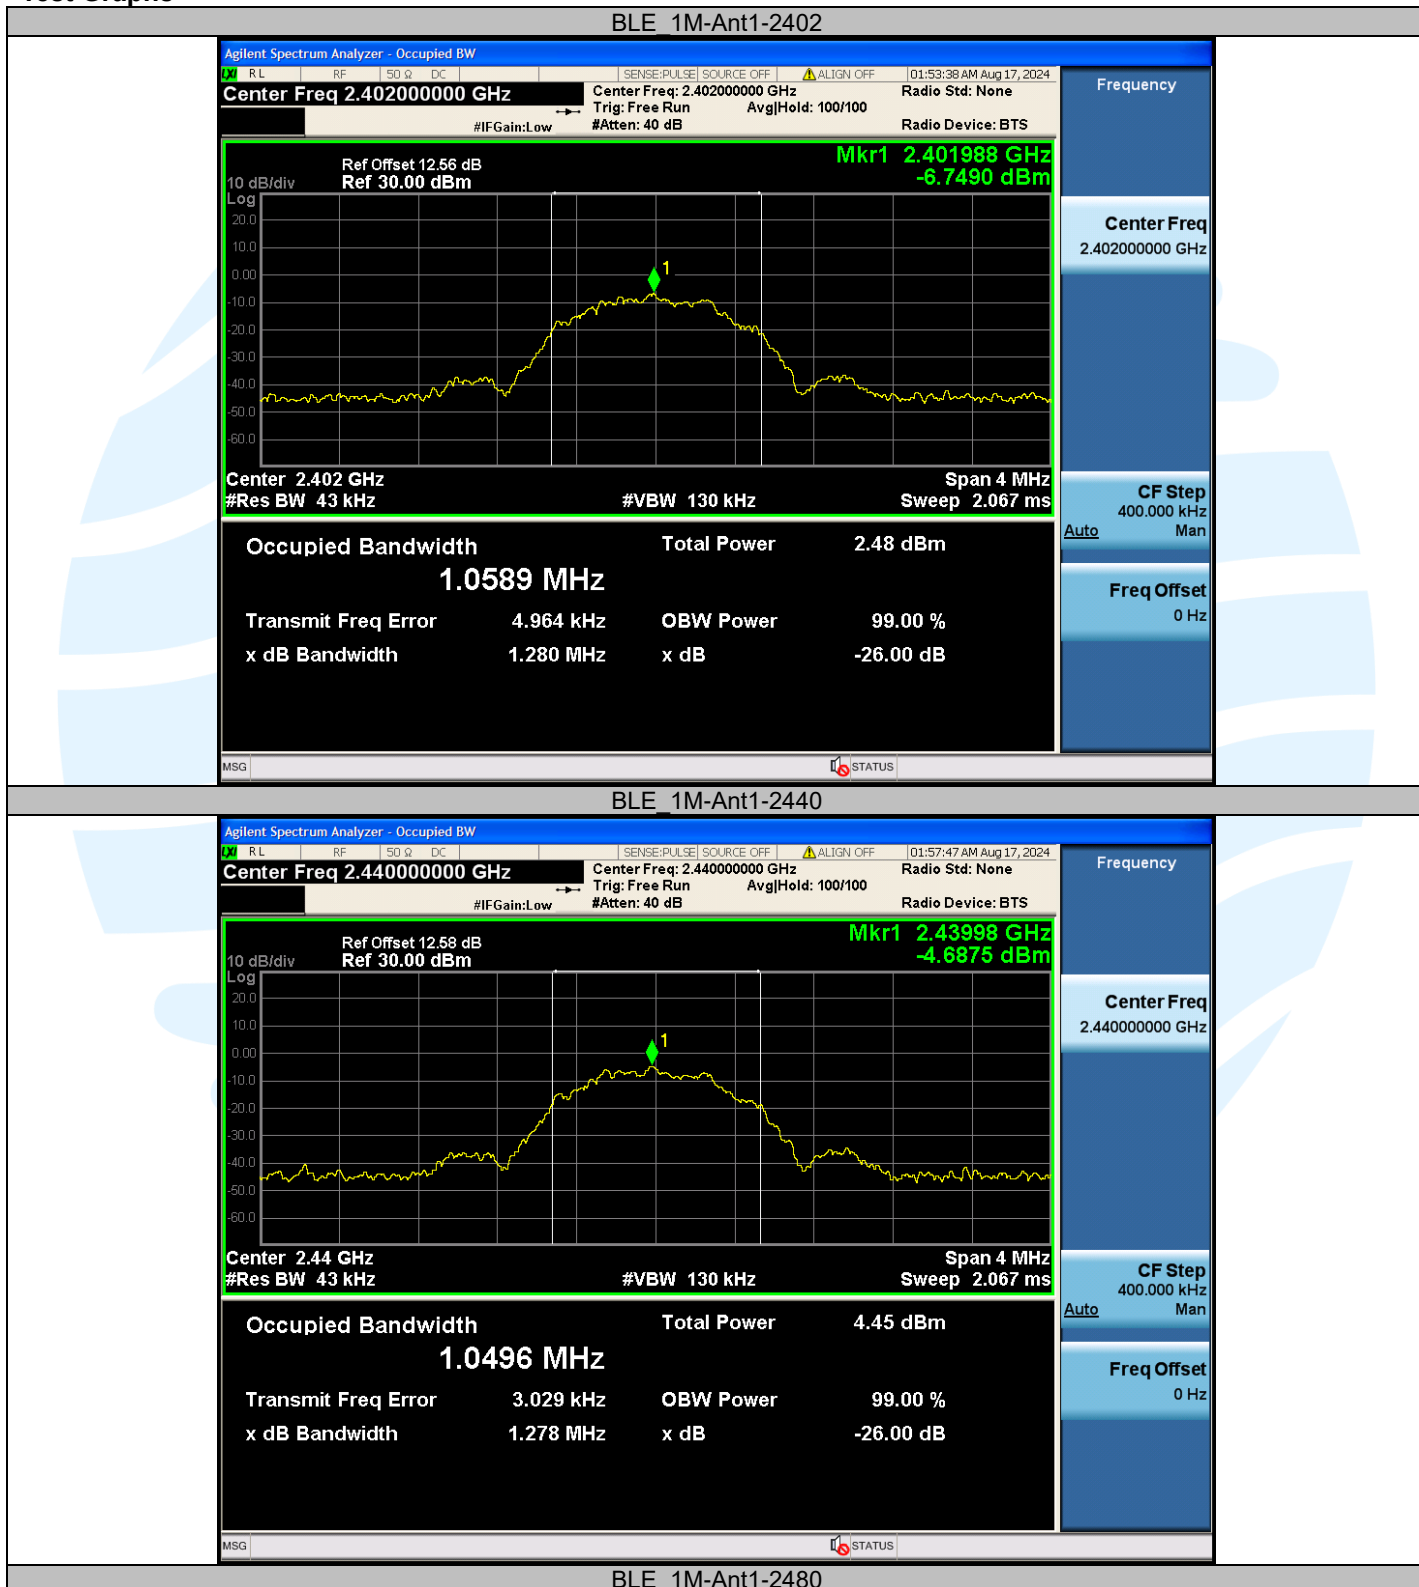 Test Graphs
BLE_1M-Ant1-2402
Agilent Spectrum Analyzer - Occupied BW
LXI RL RF 50 Ω DC SENSE:PULSE SOURCE OFF ALIGN OFF 01:53:38 AM Aug 17, 2024
Center Freq 2.402000000 GHz Center Freq: 2.402000000 GHz Radio Std: None
Trig: Free Run Avg|Hold: 100/100
#IFGain:Low #Atten: 40 dB Radio Device: BTS
Mkr1 2.401988 GHz
Ref Offset 12.56 dB
-6.7490 dBm
10 dB/div Ref 30.00 dBm
Log
20.0
10.0
0.00
-10.0
-20.0
-30.0
-40.0
-50.0
-60.0
1
Center 2.402 GHz Span 4 MHz
#Res BW 43 kHz #VBW 130 kHz Sweep 2.067 ms
Occupied Bandwidth Total Power 2.48 dBm
1.0589 MHz
Transmit Freq Error 4.964 kHz OBW Power 99.00 %
x dB Bandwidth 1.280 MHz x dB -26.00 dB
MSG STATUS
Frequency
Center Freq
2.402000000 GHz
CF Step
400.000 kHz
Auto Man
Freq Offset
0 Hz
BLE_1M-Ant1-2440
Agilent Spectrum Analyzer - Occupied BW
LXI RL RF 50 Ω DC SENSE:PULSE SOURCE OFF ALIGN OFF 01:57:47 AM Aug 17, 2024
Center Freq 2.440000000 GHz Center Freq: 2.440000000 GHz Radio Std: None
Trig: Free Run Avg|Hold: 100/100
#IFGain:Low #Atten: 40 dB Radio Device: BTS
Mkr1 2.43998 GHz
Ref Offset 12.58 dB
-4.6875 dBm
10 dB/div Ref 30.00 dBm
Log
20.0
10.0
0.00
-10.0
-20.0
-30.0
-40.0
-50.0
-60.0
1
Center 2.44 GHz Span 4 MHz
#Res BW 43 kHz #VBW 130 kHz Sweep 2.067 ms
Occupied Bandwidth Total Power 4.45 dBm
1.0496 MHz
Transmit Freq Error 3.029 kHz OBW Power 99.00 %
x dB Bandwidth 1.278 MHz x dB -26.00 dB
MSG STATUS
Frequency
Center Freq
2.440000000 GHz
CF Step
400.000 kHz
Auto Man
Freq Offset
0 Hz
BLE_1M-Ant1-2480